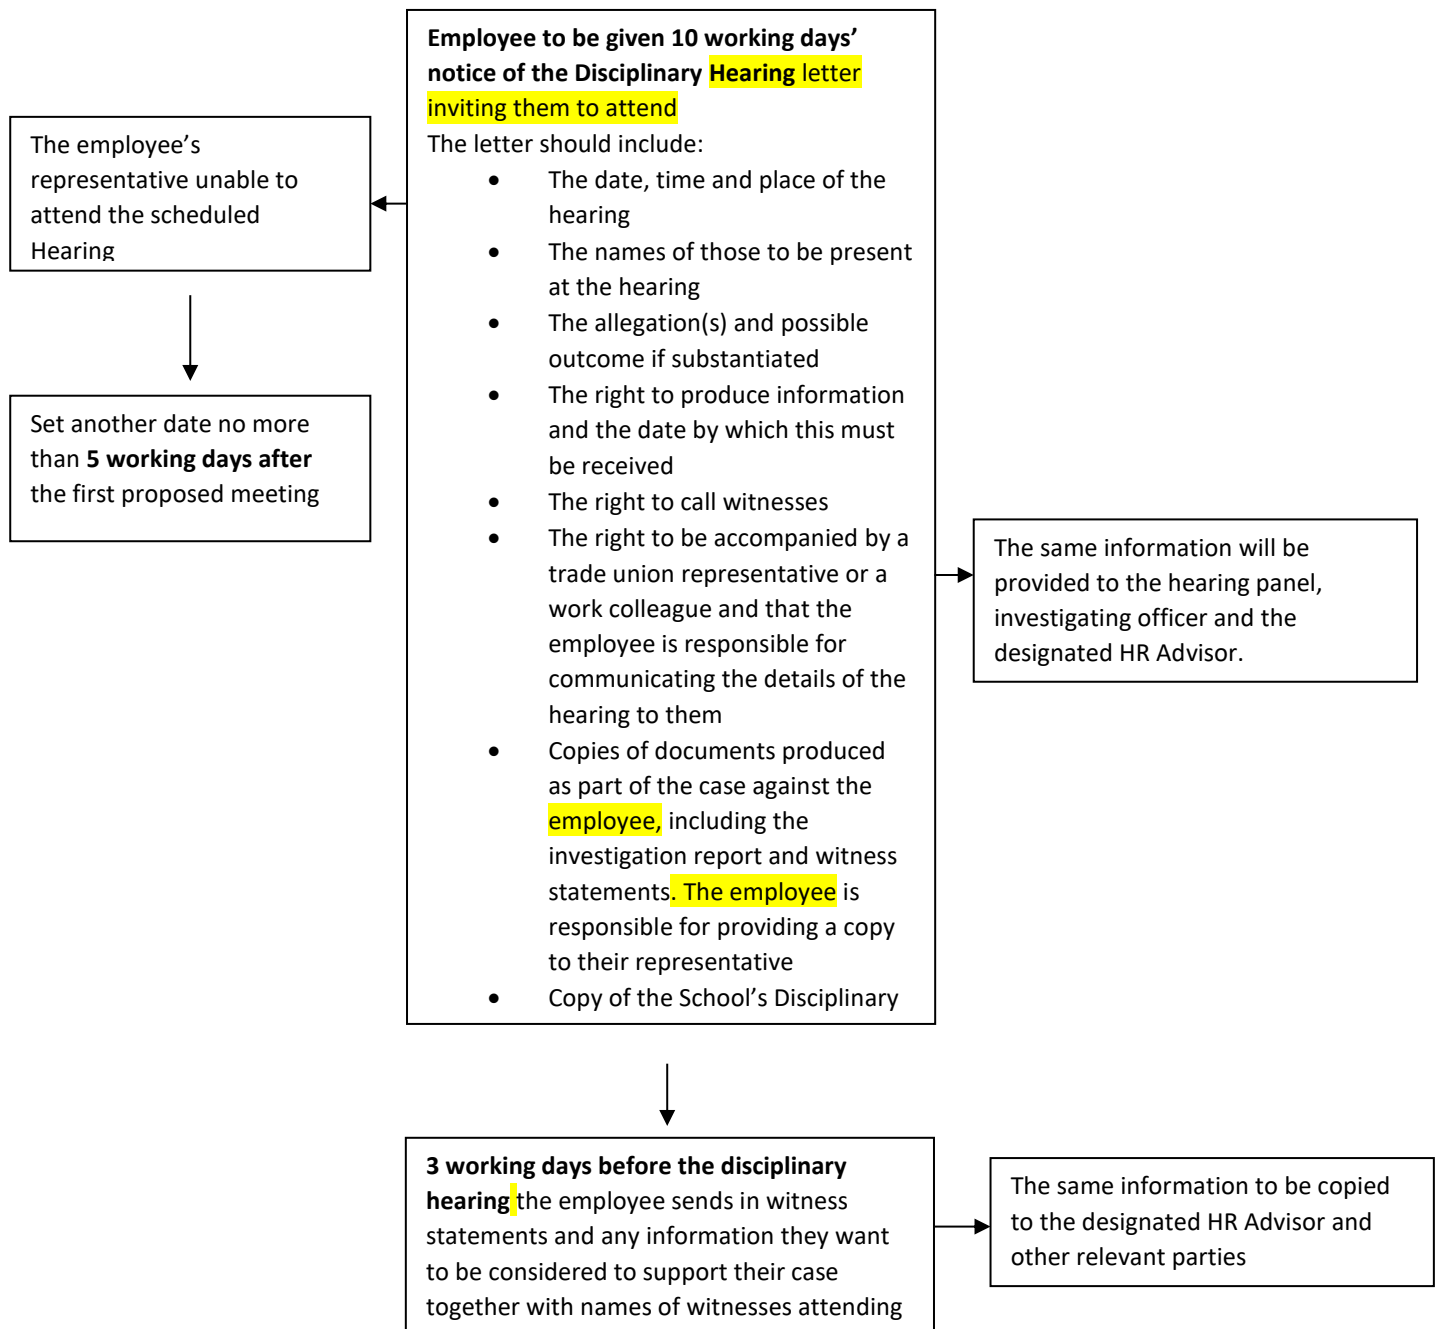 Employee to be given 10 working days’
notice of the Disciplinary Hearing letter
inviting them to attend
The letter should include:
• The date, time and place of the
hearing
• The names of those to be present
at the hearing
• The allegation(s) and possible
outcome if substantiated
• The right to produce information
and the date by which this must
be received
• The right to call witnesses
• The right to be accompanied by a
trade union representative or a
work colleague and that the
employee is responsible for
communicating the details of the
hearing to them
• Copies of documents produced
as part of the case against the
employee, including the
investigation report and witness
statements. The employee is
responsible for providing a copy
to their representative
• Copy of the School’s Disciplinary
The employee’s
representative unable to
attend the scheduled
Hearing
Set another date no more
than 5 working days after
the first proposed meeting
The same information will be
provided to the hearing panel,
investigating officer and the
designated HR Advisor.
3 working days before the disciplinary
hearing the employee sends in witness
statements and any information they want
to be considered to support their case
together with names of witnesses attending
The same information to be copied
to the designated HR Advisor and
other relevant parties